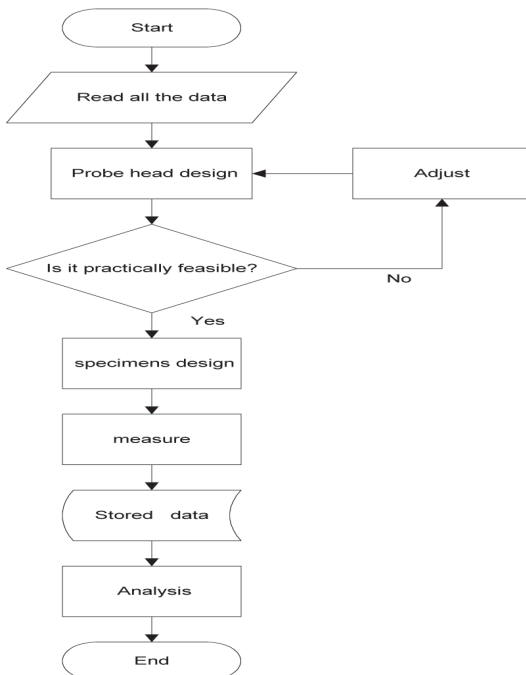 Start
Read all the data
Probe head design
Adjust
Is it practically feasible?
No
Yes
specimens design
measure
Stored data
Analysis
End